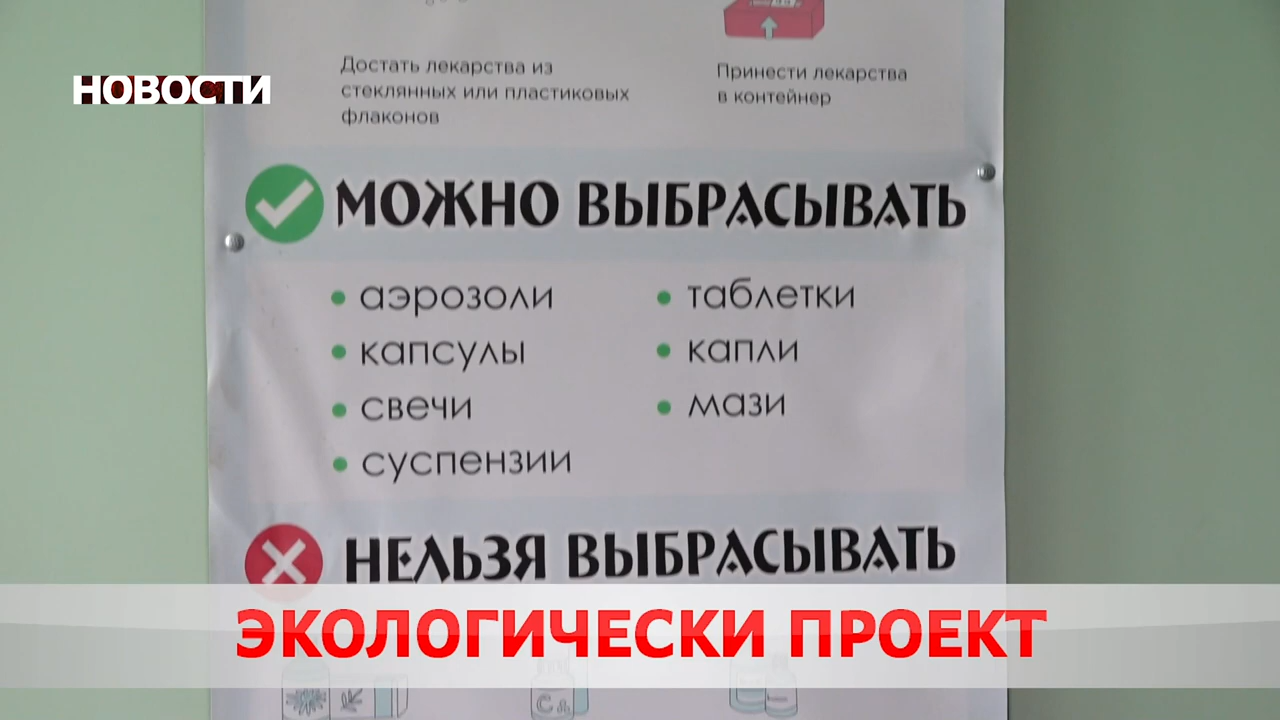 НОВОСТИ
Достать лекарства из
стеклянных или пластиковых
флаконов
Принести лекарства
в контейнер
МОЖНО ВЫБРАСЫВАТЬ
• аэрозоли
• капсулы
• свечи
• суспензии
• таблетки
• капли
• мази
НЕЛЬЗЯ ВЫБРАСЫВАТЬ
ЭКОЛОГИЧЕСКИ ПРОЕКТ